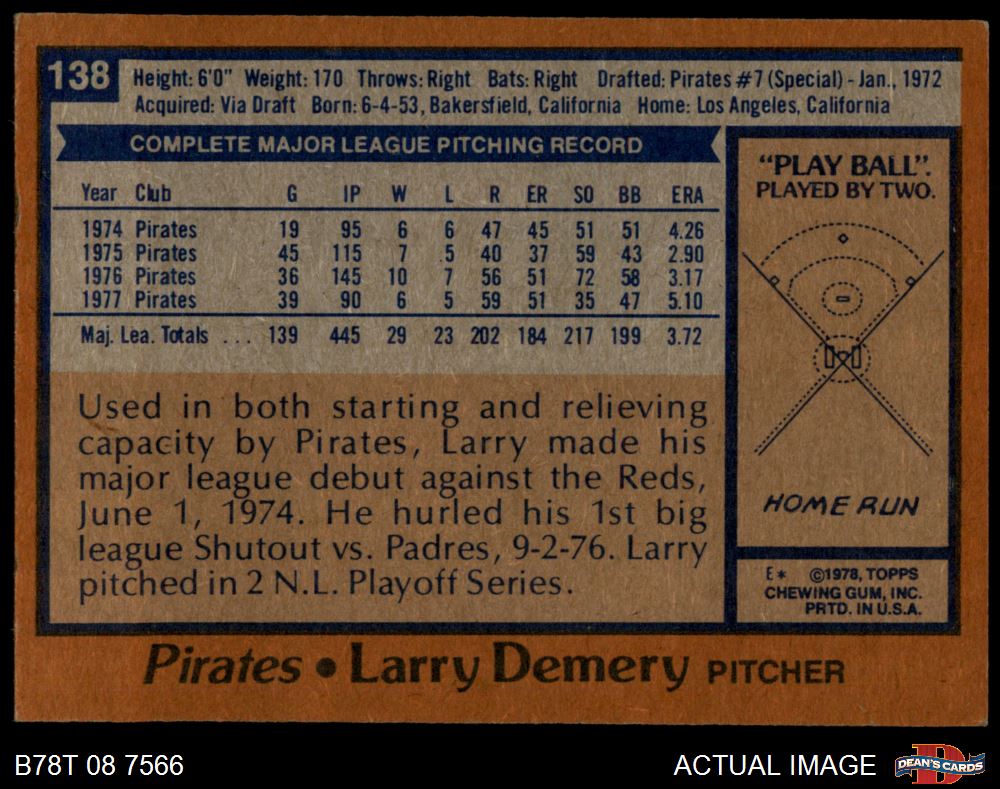 138
Height: 6'0" Weight: 170 Throws: Right Bats: Right Drafted: Pirates #7 (Special) - Jan., 1972
Acquired: Via Draft Born: 6-4-53, Bakersfield, California Home: Los Angeles, California
COMPLETE MAJOR LEAGUE PITCHING RECORD
Year Club G IP W L R ER SO BB ERA
1974 Pirates 19 95 6 6 47 45 51 51 4.26
1975 Pirates 45 115 7 5 40 37 59 43 2.90
1976 Pirates 36 145 10 7 56 51 72 58 3.17
1977 Pirates 39 90 6 5 59 51 35 47 5.10
Maj. Lea. Totals . . . 139 445 29 23 202 184 217 199 3.72
Used in both starting and relieving
capacity by Pirates, Larry made his
major league debut against the Reds,
June 1, 1974. He hurled his 1st big
league Shutout vs. Padres, 9-2-76. Larry
pitched in 2 N.L. Playoff Series.
"PLAY BALL".
PLAYED BY TWO.
HOME RUN
E* ©1978, TOPPS
CHEWING GUM, INC.
PRTD. IN U.S.A.
Pirates • Larry Demery PITCHER
B78T 08 7566
ACTUAL IMAGE
DEAN'S CARDS